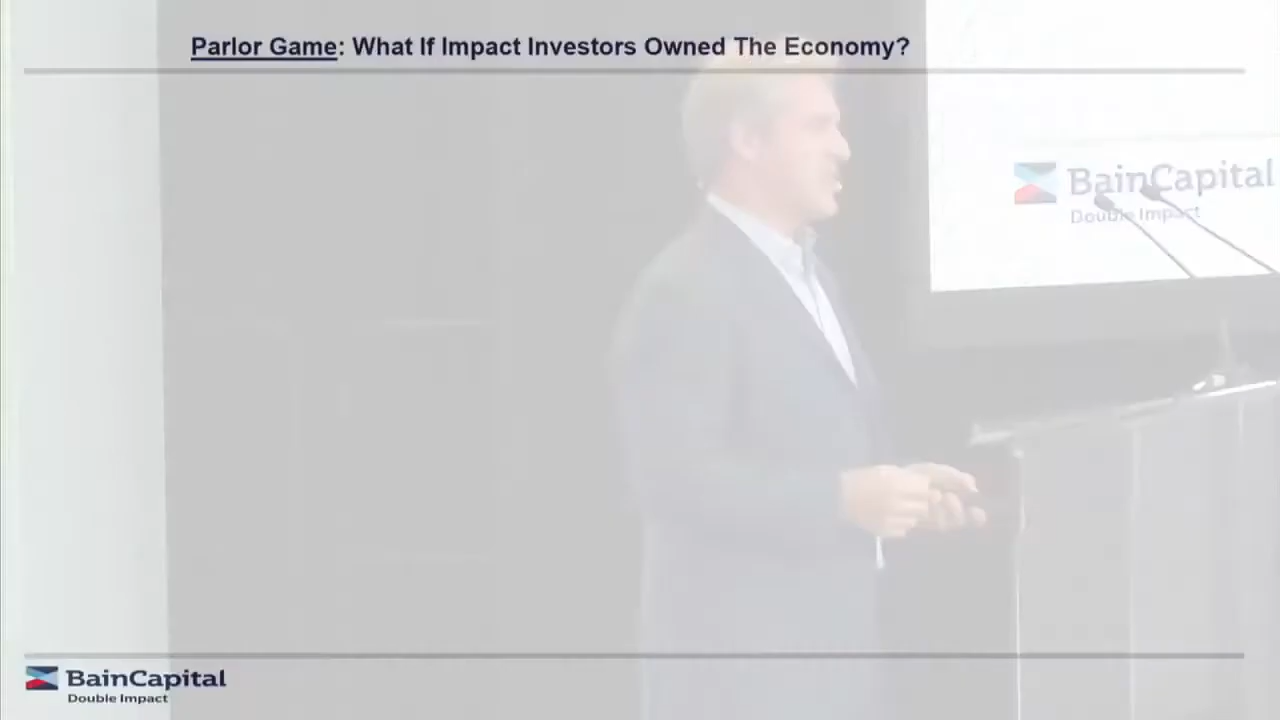 Parlor Game: What If Impact Investors Owned The Economy?
BainCapital
Double Impact
BainCapital
Double Impact